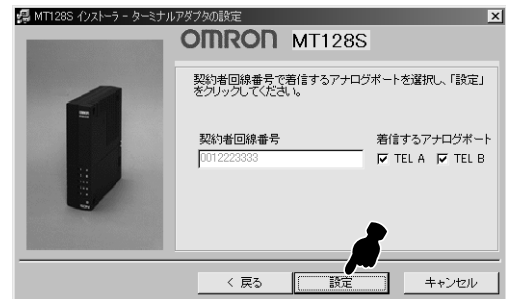 MT128S インストーラ - ターミナルアダプタの設定
OMRON MT128S
契約者回線番号で着信するアナログポートを選択し、「設定」
をクリックしてください。
契約者回線番号 着信するアナログポート
0012223333 TEL A TEL B
< 戻る 設定 キャンセル